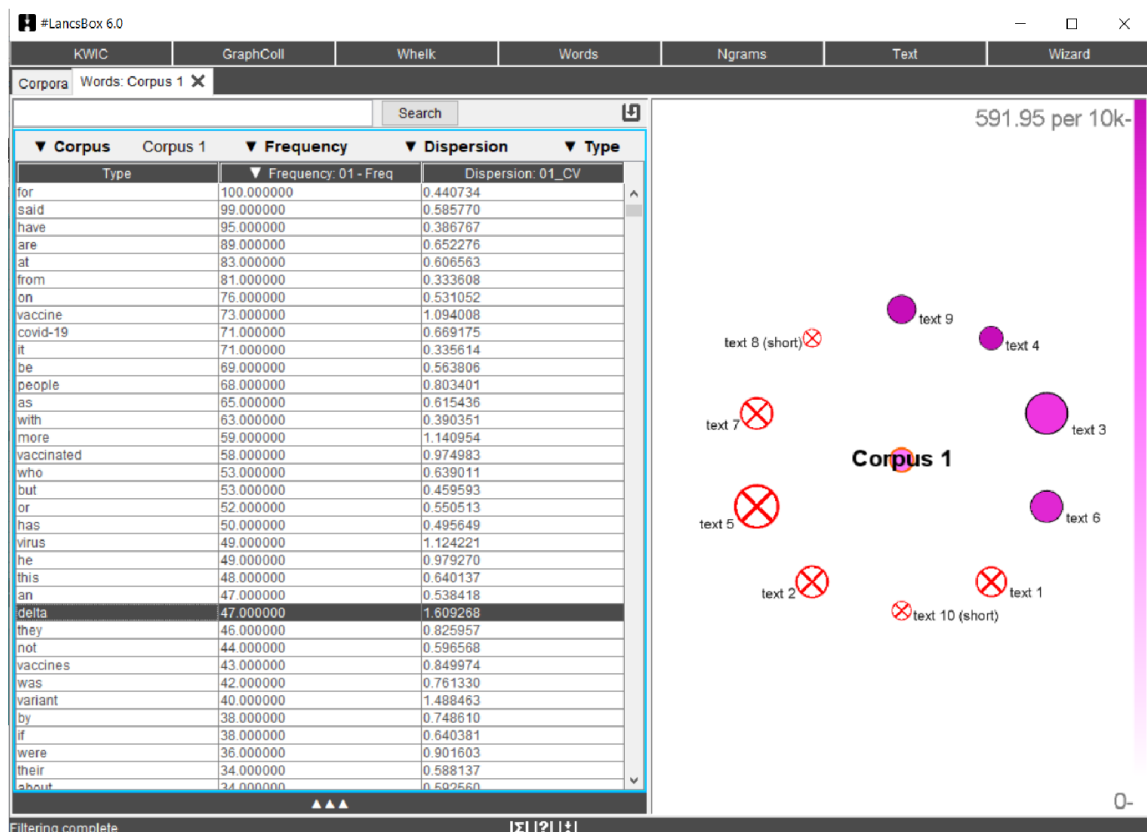 #LancsBox 6.0
KWIC GraphColl Whelk Words Ngrams Text Wizard
Corpora Words: Corpus 1
Search
▼ Corpus Corpus 1 ▼ Frequency ▼ Dispersion ▼ Type
Type ▼ Frequency: 01 - Freq Dispersion: 01_CV
for 100.000000 0.440734
said 99.000000 0.585770
have 95.000000 0.386767
are 89.000000 0.652276
at 83.000000 0.606563
from 81.000000 0.333608
on 76.000000 0.531052
vaccine 73.000000 1.094008
covid-19 71.000000 0.669175
it 71.000000 0.335614
be 69.000000 0.563806
people 68.000000 0.803401
as 65.000000 0.615436
with 63.000000 0.390351
more 59.000000 1.140954
vaccinated 58.000000 0.974983
who 53.000000 0.639011
but 53.000000 0.459593
or 52.000000 0.550513
has 50.000000 0.495649
virus 49.000000 1.124221
he 49.000000 0.979270
this 48.000000 0.640137
an 47.000000 0.538418
delta 47.000000 1.609268
they 46.000000 0.825957
not 44.000000 0.596568
vaccines 43.000000 0.849974
was 42.000000 0.761330
variant 40.000000 1.488463
by 38.000000 0.748610
if 38.000000 0.640381
were 36.000000 0.901603
their 34.000000 0.588137
about 34.000000 0.592560
▲▲▲
Filtering complete
591.95 per 10k-
text 9
text 8 (short)
text 4
text 7
text 3
Corpus 1
text 5
text 6
text 2
text 1
text 10 (short)
0-